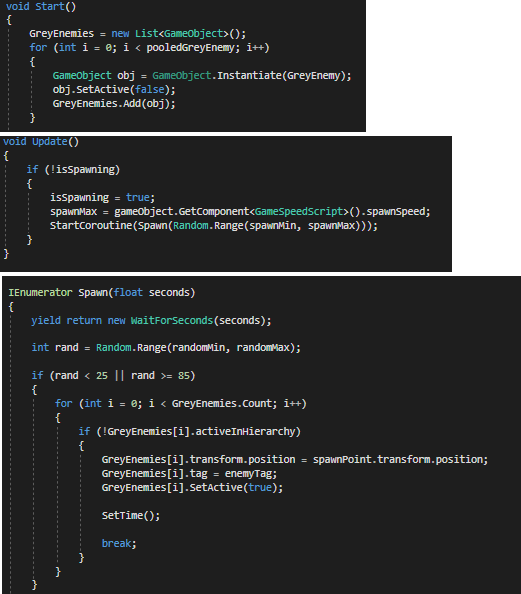 void Start()
{
GreyEnemies = new List<GameObject>();
for (int i = 0; i < pooledGreyEnemy; i++)
{
GameObject obj = GameObject.Instantiate(GreyEnemy);
obj.SetActive(false);
GreyEnemies.Add(obj);
}
void Update()
{
if (!isSpawning)
{
isSpawning = true;
spawnMax = gameObject.GetComponent<GameSpeedScript>().spawnSpeed;
StartCoroutine(Spawn(Random.Range(spawnMin, spawnMax)));
}
}
IEnumerator Spawn(float seconds)
{
yield return new WaitForSeconds(seconds);
int rand = Random.Range(randomMin, randomMax);
if (rand < 25 || rand >= 85)
{
for (int i = 0; i < GreyEnemies.Count; i++)
{
if (!GreyEnemies[i].activeInHierarchy)
{
GreyEnemies[i].transform.position = spawnPoint.transform.position;
GreyEnemies[i].tag = enemyTag;
GreyEnemies[i].SetActive(true);
SetTime();
break;
}
}
}